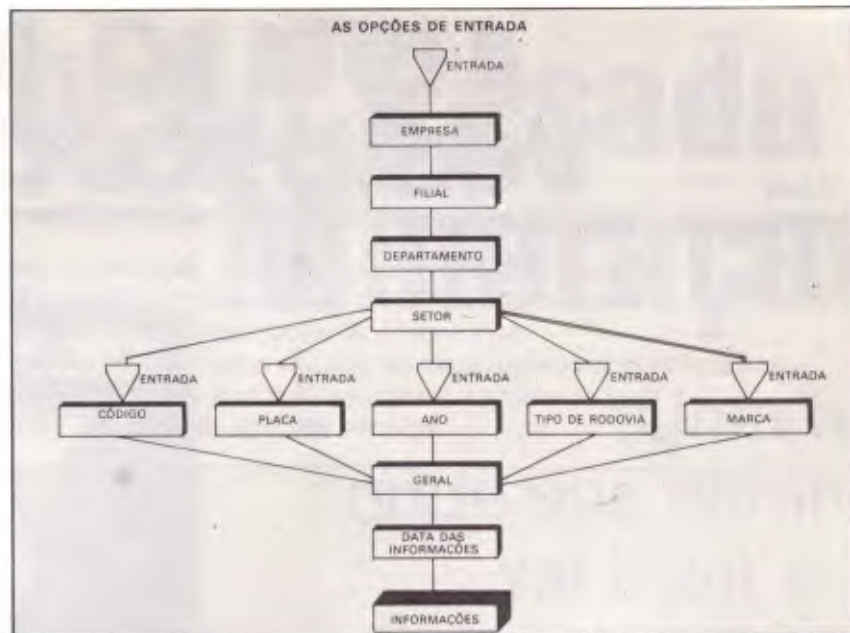 AS OPÇÕES DE ENTRADA
ENTRADA
EMPRESA
FILIAL
DEPARTAMENTO
SETOR
ENTRADA
ENTRADA
ENTRADA
ENTRADA
ENTRADA
CÓDIGO
PLACA
ANO
TIPO DE RODOVIA
MARCA
GERAL
DATA DAS
INFORMAÇÕES
INFORMAÇÕES